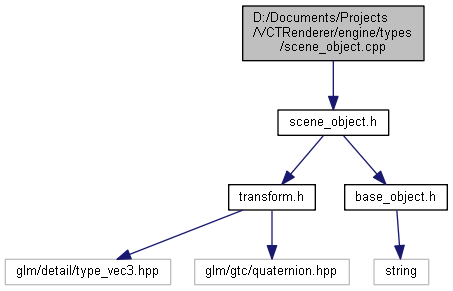 D:/Documents/Projects
/VCTRenderer/engine/types
/scene_object.cpp
scene_object.h
transform.h
base_object.h
glm/detail/type_vec3.hpp
glm/gtc/quaternion.hpp
string